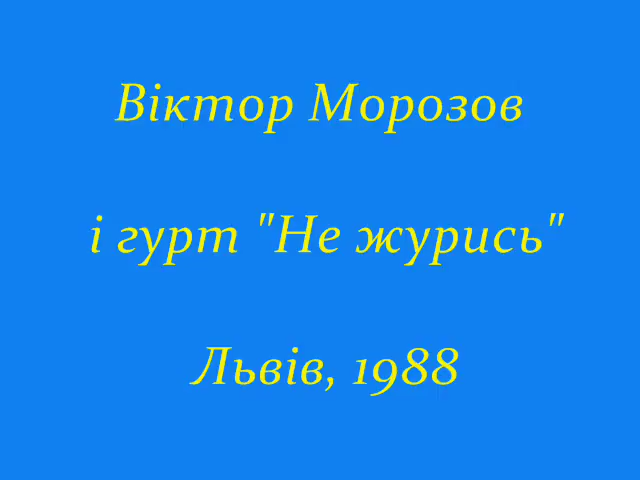 Віктор Морозов
і гурт "Не журись"
Львів, 1988